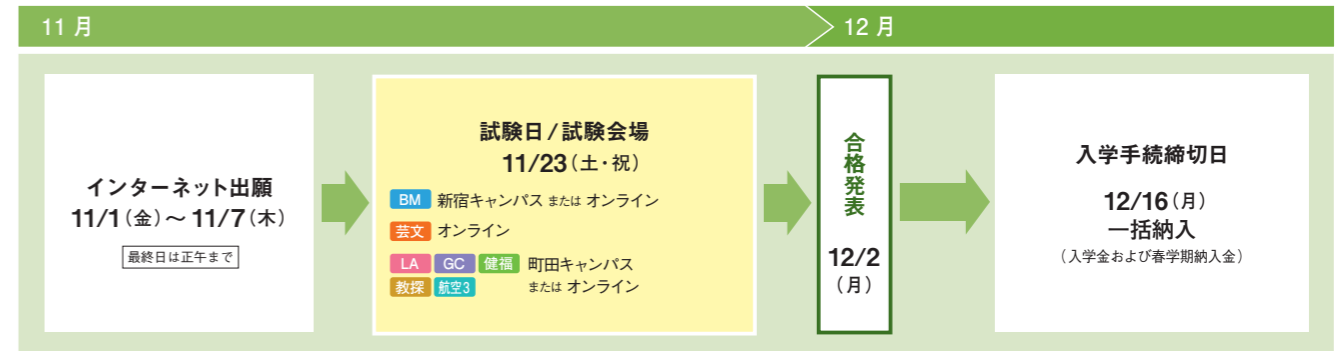 11月
12月
インターネット出願
11/1（金）～ 11/7（木）
最終日は正午まで
試験日/試験会場
11/23（土・祝）
BM 新宿キャンパス または オンライン
芸文 オンライン
LA GC 健福 町田キャンパス
教探 航空3 または オンライン
合格発表
12/2
（月）
入学手続締切日
12/16（月）
一括納入
（入学金および春学期納入金）